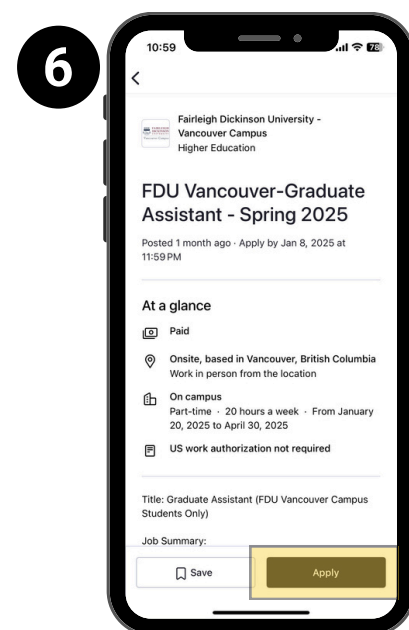 6
10:59
78
Fairleigh Dickinson University -
Vancouver Campus
Higher Education
FDU Vancouver-Graduate
Assistant - Spring 2025
Posted 1 month ago · Apply by Jan 8, 2025 at
11:59 PM
At a glance
Paid
Onsite, based in Vancouver, British Columbia
Work in person from the location
On campus
Part-time · 20 hours a week · From January
20, 2025 to April 30, 2025
US work authorization not required
Title: Graduate Assistant (FDU Vancouver Campus
Students Only)
Job Summary:
Save
Apply